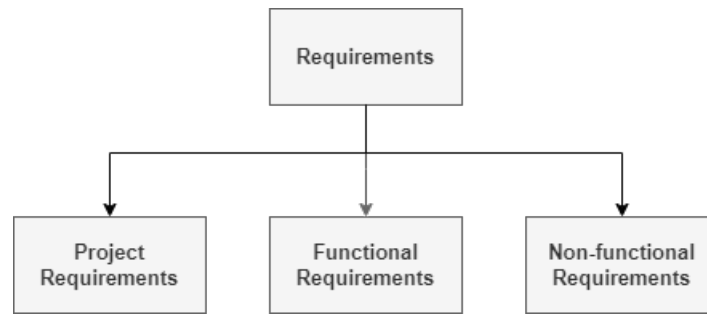 Requirements
Project
Requirements
Functional
Requirements
Non-functional
Requirements